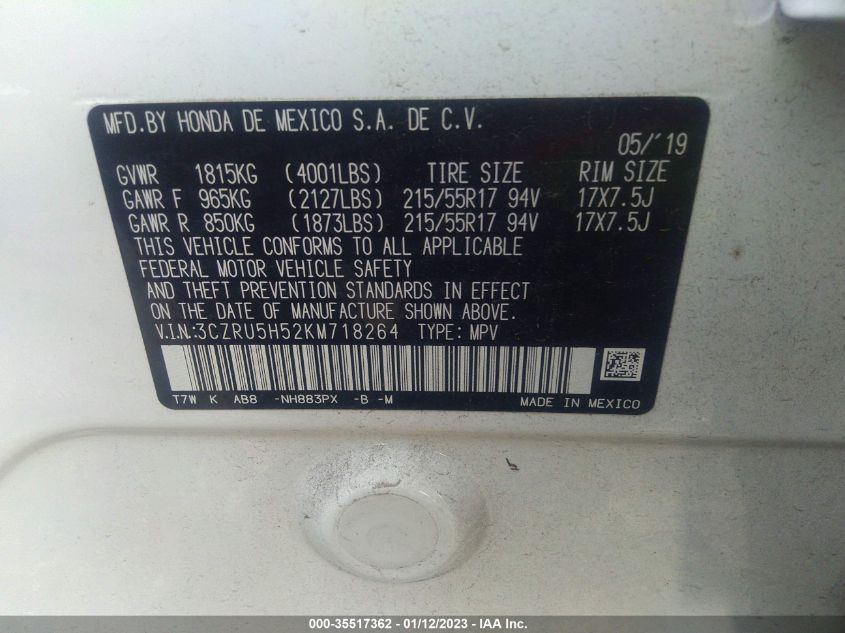 MFD.BY HONDA DE MEXICO S.A. DE C.V.
05/´19
GVWR 1815KG (4001LBS) TIRE SIZE RIM SIZE
GAWR F 965KG (2127LBS) 215/55R17 94V 17X7.5J
GAWR R 850KG (1873LBS) 215/55R17 94V 17X7.5J
THIS VEHICLE CONFORMS TO ALL APPLICABLE
FEDERAL MOTOR VEHICLE SAFETY
AND THEFT PREVENTION STANDARDS IN EFFECT
ON THE DATE OF MANUFACTURE SHOWN ABOVE.
V.I.N.:3CZRU5H52KM718264 TYPE: MPV
T7W K AB8 -NH883PX -B -M
MADE IN MEXICO
000-35517362 - 01/12/2023 - IAA Inc.